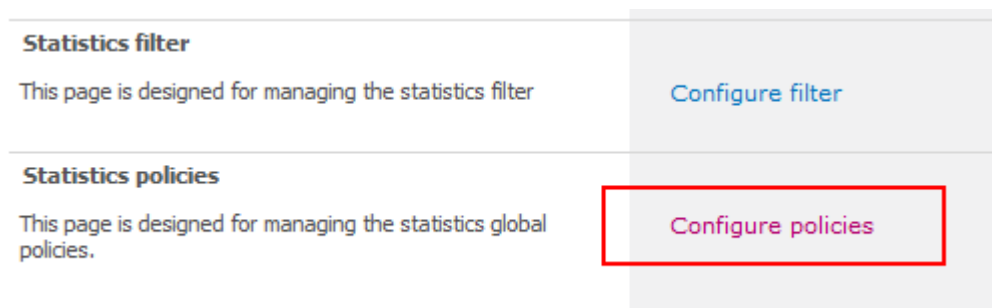 Statistics filter
This page is designed for managing the statistics filter
Configure filter
Statistics policies
This page is designed for managing the statistics global
policies.
Configure policies